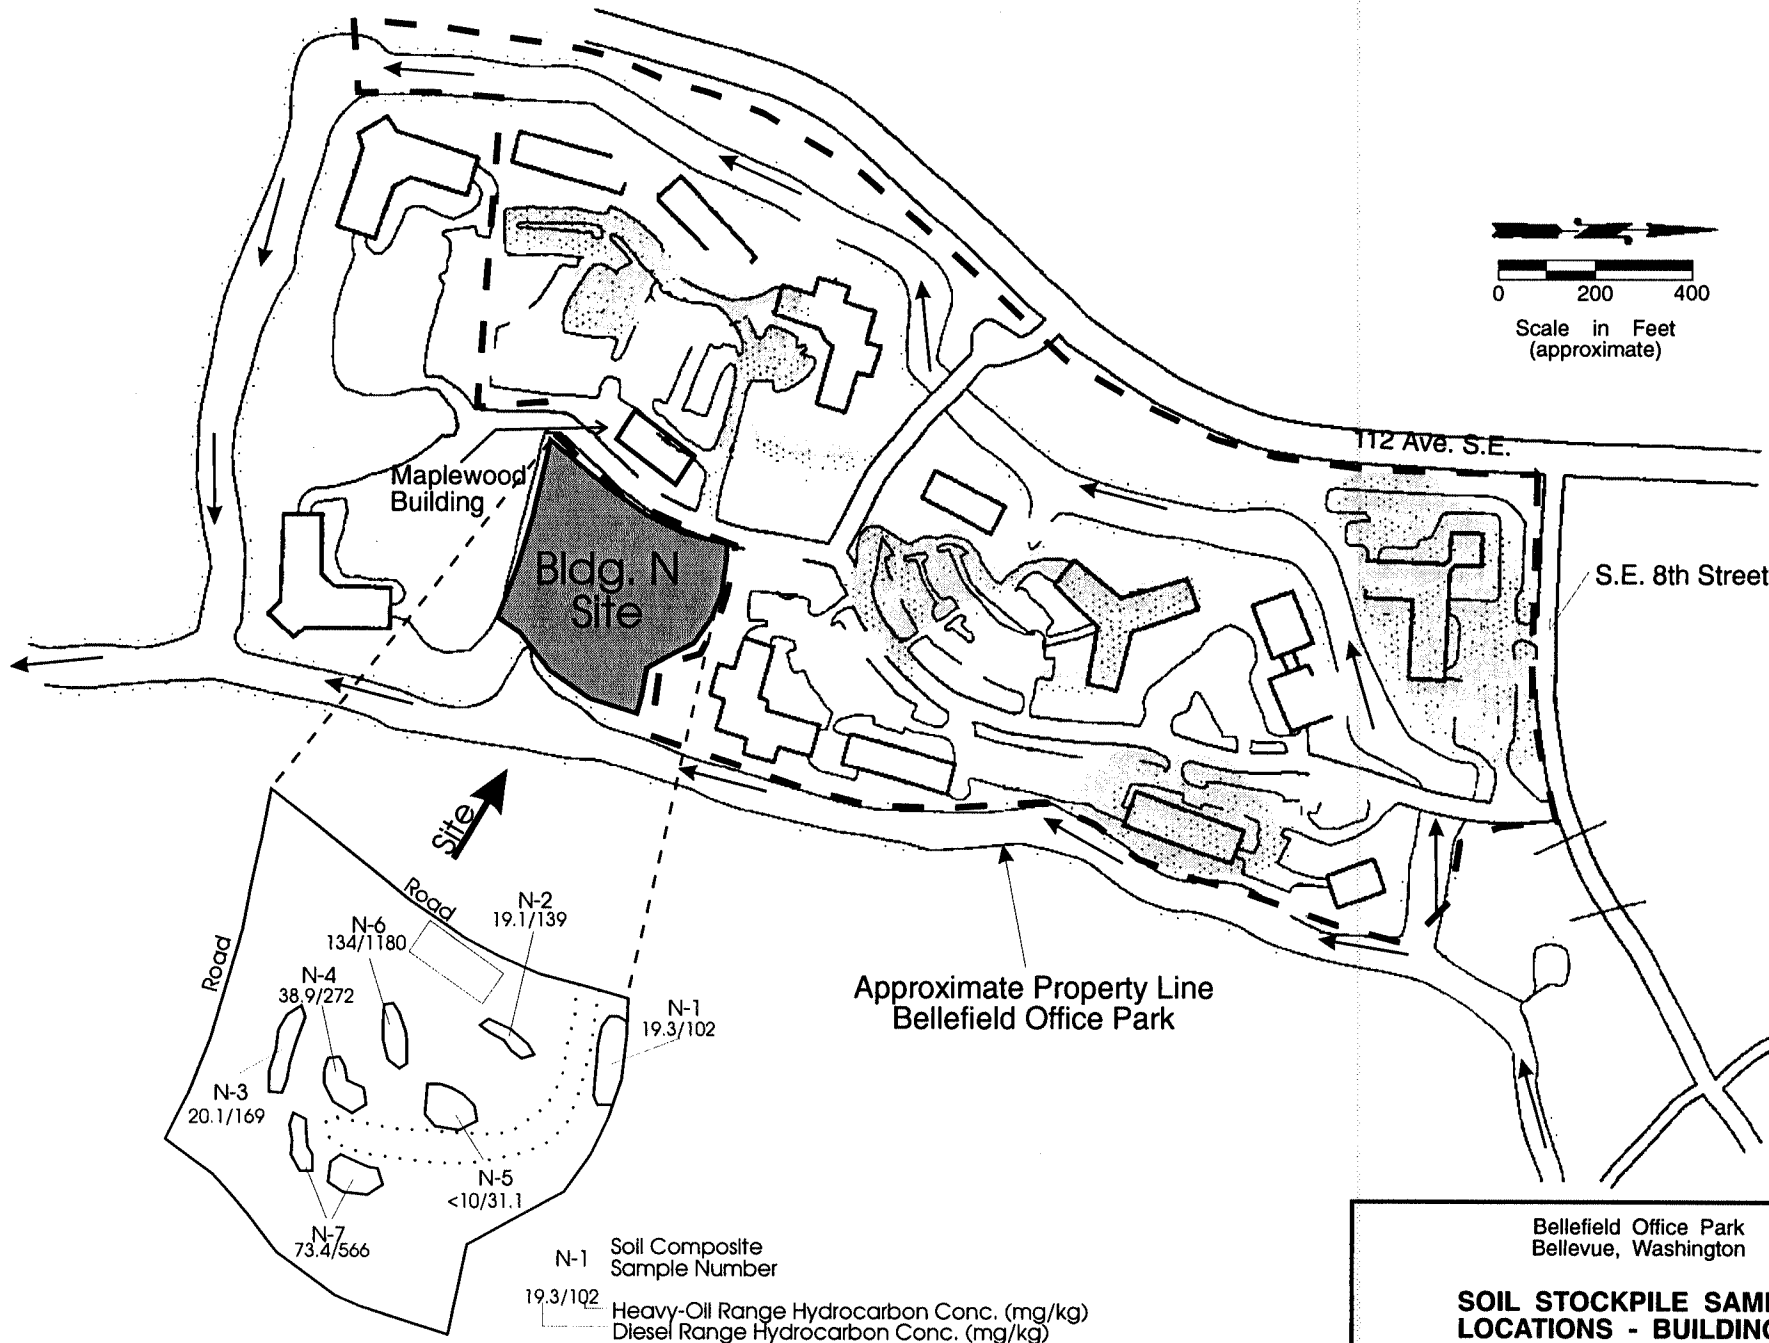 0 200 400
Scale in Feet
(approximate)
112 Ave. S.E.
Maplewood
Building
Bldg. N
Site
S.E. 8th Street
Site
Road
Road
N-2
19.1/139
N-6
134/1180
N-4
38.9/272
N-1
19.3/102
N-3
20.1/169
N-5
<10/31.1
N-7
73.4/566
Approximate Property Line
Bellefield Office Park
N-1
Soil Composite
Sample Number
19.3/102
Heavy-Oil Range Hydrocarbon Conc. (mg/kg)
Diesel Range Hydrocarbon Conc. (mg/kg)
Bellefield Office Park
Bellevue, Washington
SOIL STOCKPILE
LOCATIONS - BUILDING